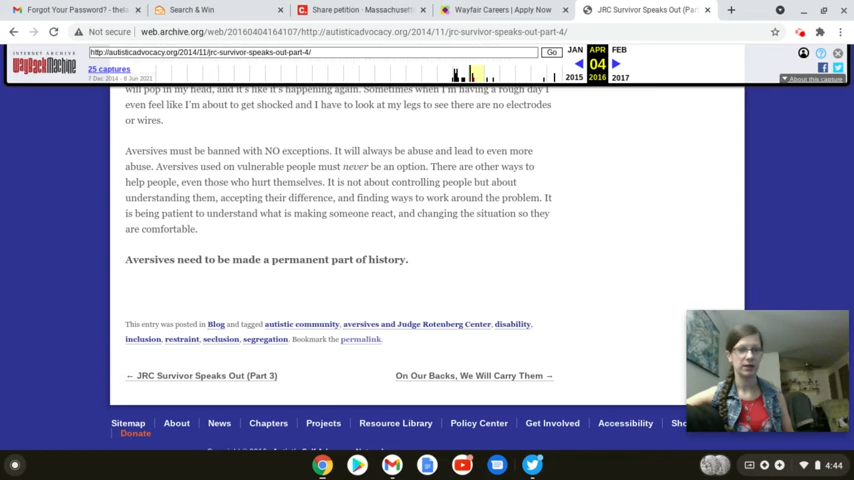 Forgot Your Password? - thela
Search & Win
Share petition · Massachusett
Wayfair Careers | Apply Now
JRC Survivor Speaks Out (Par
Not secure
web.archive.org/web/20160404164107/http://autisticadvocacy.org/2014/11/jrc-survivor-speaks-out-part-4/
INTERNET ARCHIVE
WayBackMachine
http://autisticadvocacy.org/2014/11/jrc-survivor-speaks-out-part-4/
Go
JAN APR FEB
25 captures
04
7 Dec 2014 - 8 Jun 2021
2015 2016 2017
About this capture
will pop in my head, and it's like it's happening again. Sometimes when I'm having a rough day I
even feel like I'm about to get shocked and I have to look at my legs to see there are no electrodes
or wires.
Aversives must be banned with NO exceptions. It will always be abuse and lead to even more
abuse. Aversives used on vulnerable people must never be an option. There are other ways to
help people, even those who hurt themselves. It is not about controlling people but about
understanding them, accepting their difference, and finding ways to work around the problem. It
is being patient to understand what is making someone react, and changing the situation so they
are comfortable.
Aversives need to be made a permanent part of history.
This entry was posted in Blog and tagged autistic community, aversives and Judge Rotenberg Center, disability,
inclusion, restraint, seclusion, segregation. Bookmark the permalink.
← JRC Survivor Speaks Out (Part 3)
On Our Backs, We Will Carry Them →
Sitemap About News Chapters Projects Resource Library Policy Center Get Involved Accessibility Sho
Donate
4:44